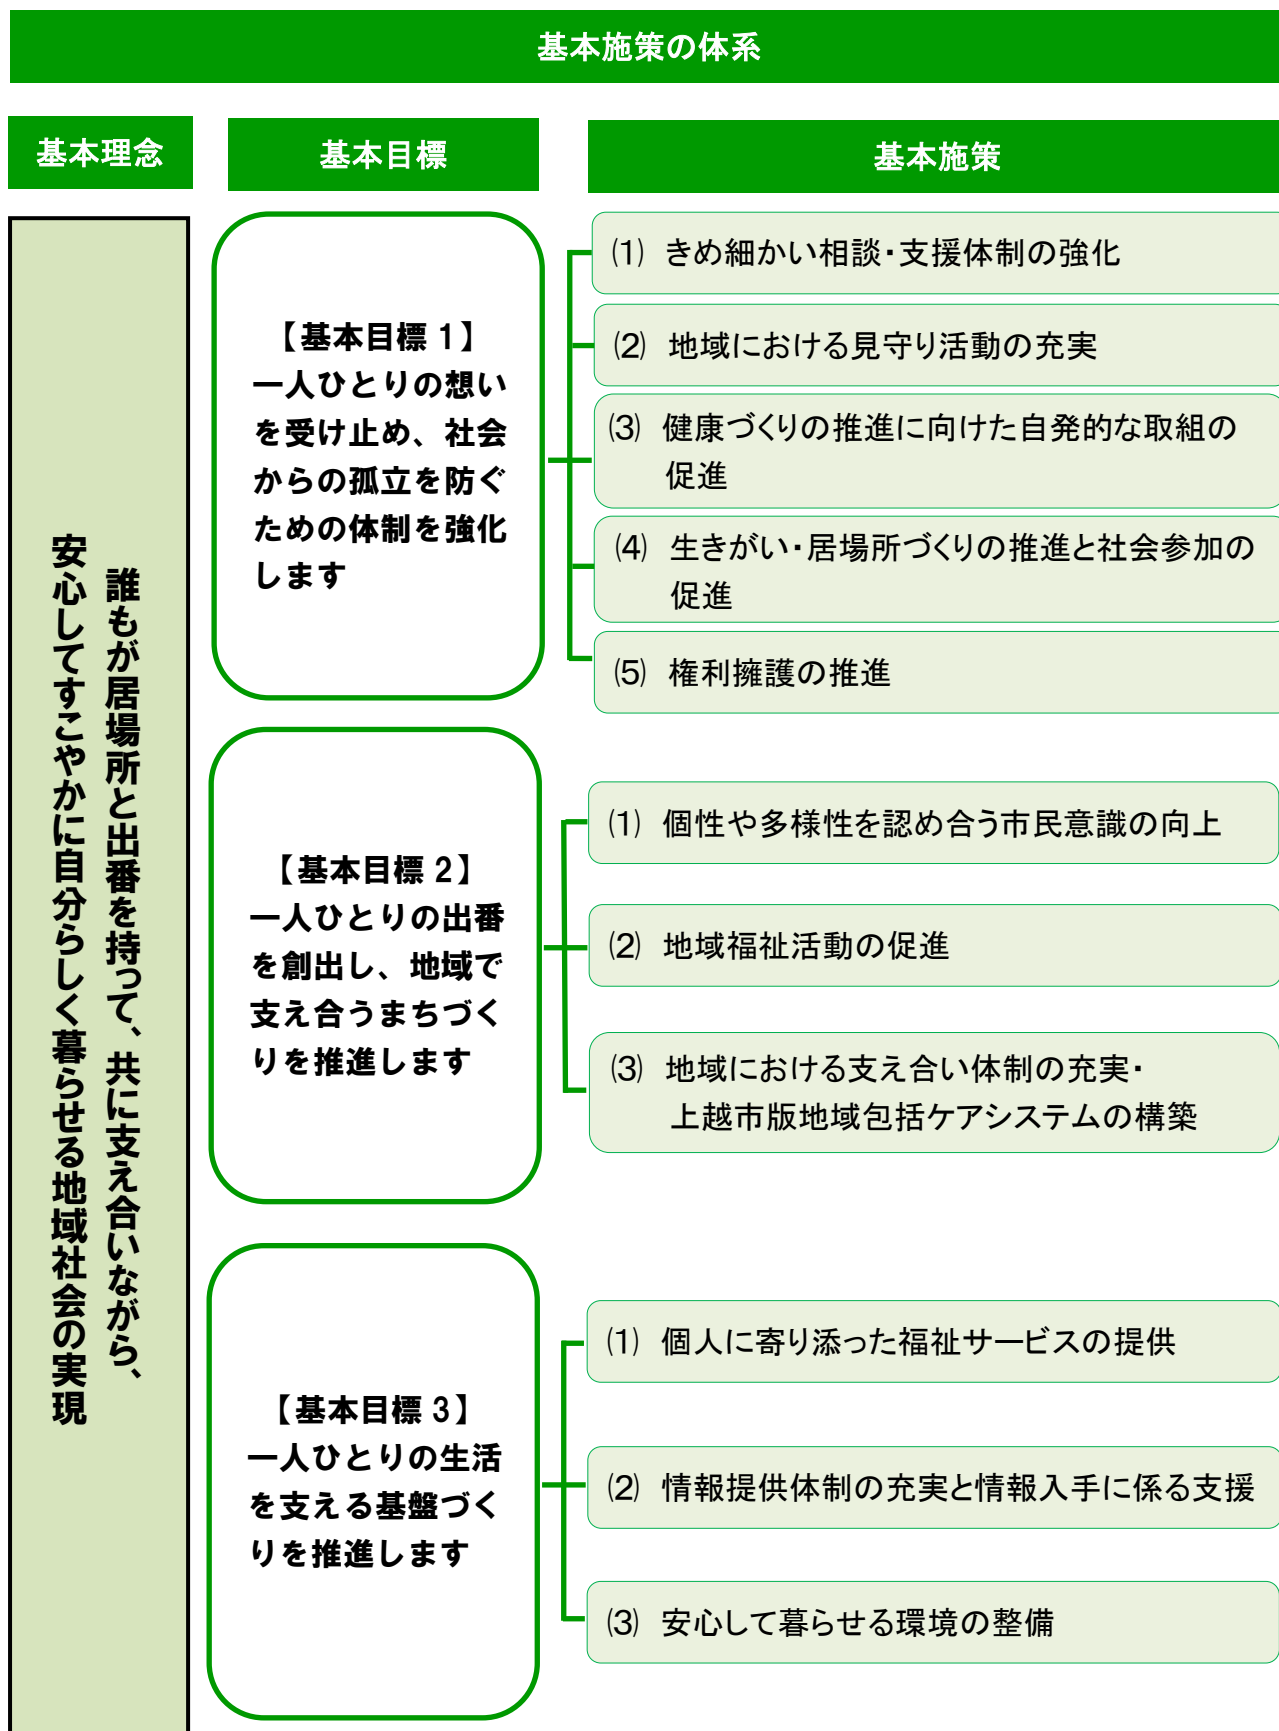 基本施策の体系
基本理念
基本目標
基本施策
誰もが居場所と出番を持って、共に支え合いながら、
安心してすこやかに自分らしく暮らせる地域社会の実現
【基本目標 1】
一人ひとりの想い
を受け止め、社会
からの孤立を防ぐ
ための体制を強化
します
⑴ きめ細かい相談・支援体制の強化
⑵ 地域における見守り活動の充実
⑶ 健康づくりの推進に向けた自発的な取組の
促進
⑷ 生きがい・居場所づくりの推進と社会参加の
促進
⑸ 権利擁護の推進
【基本目標 2】
一人ひとりの出番
を創出し、地域で
支え合うまちづく
りを推進します
⑴ 個性や多様性を認め合う市民意識の向上
⑵ 地域福祉活動の促進
⑶ 地域における支え合い体制の充実・
上越市版地域包括ケアシステムの構築
【基本目標 3】
一人ひとりの生活
を支える基盤づく
りを推進します
⑴ 個人に寄り添った福祉サービスの提供
⑵ 情報提供体制の充実と情報入手に係る支援
⑶ 安心して暮らせる環境の整備